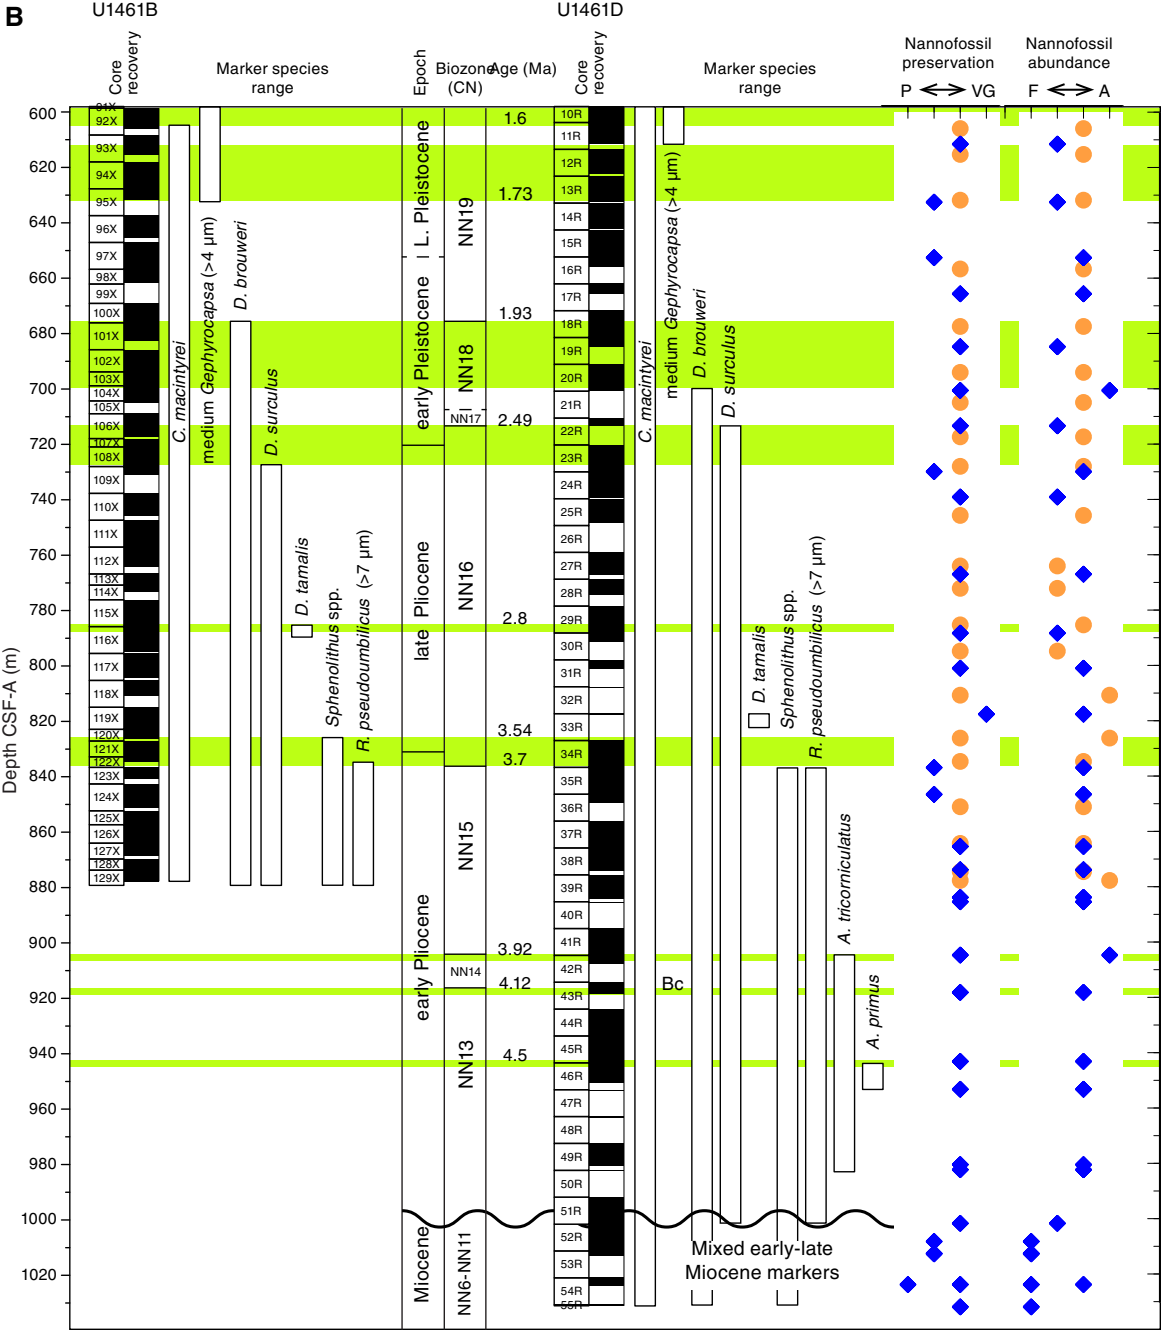 B
U1461B
U1461D
Core
recovery
Marker species
range
Epoch
Biozone
(CN)
Age (Ma)
Core
recovery
Marker species
range
Nannofossil
preservation
P
VG
Nannofossil
abundance
F
A
Depth CSF-A (m)
600
620
640
660
680
700
720
740
760
780
800
820
840
860
880
900
920
940
960
980
1000
1020
91X
92X
93X
94X
95X
96X
97X
98X
99X
100X
101X
102X
103X
104X
105X
106X
107X
108X
109X
110X
111X
112X
113X
114X
115X
116X
117X
118X
119X
120X
121X
122X
123X
124X
125X
126X
127X
128X
129X
C. macintyrei
medium Gephyrocapsa (>4 µm)
D. brouweri
D. surculus
D. tamalis
Sphenolithus spp.
R. pseudoumbilicus (>7 µm)
L. Pleistocene
early Pleistocene
late Pliocene
early Pliocene
Miocene
NN19
NN18
NN17
NN16
NN15
NN14
NN13
NN6-NN11
1.6
1.73
1.93
2.49
2.8
3.54
3.7
3.92
4.12
4.5
10R
11R
12R
13R
14R
15R
16R
17R
18R
19R
20R
21R
22R
23R
24R
25R
26R
27R
28R
29R
30R
31R
32R
33R
34R
35R
36R
37R
38R
39R
40R
41R
42R
43R
44R
45R
46R
47R
48R
49R
50R
51R
52R
53R
54R
55R
C. macintyrei
medium Gephyrocapsa (>4 µm)
D. brouweri
D. surculus
D. tamalis
Sphenolithus spp.
R. pseudoumbilicus (>7 µm)
A. tricorniculatus
A. primus
Bc
Mixed early-late
Miocene markers